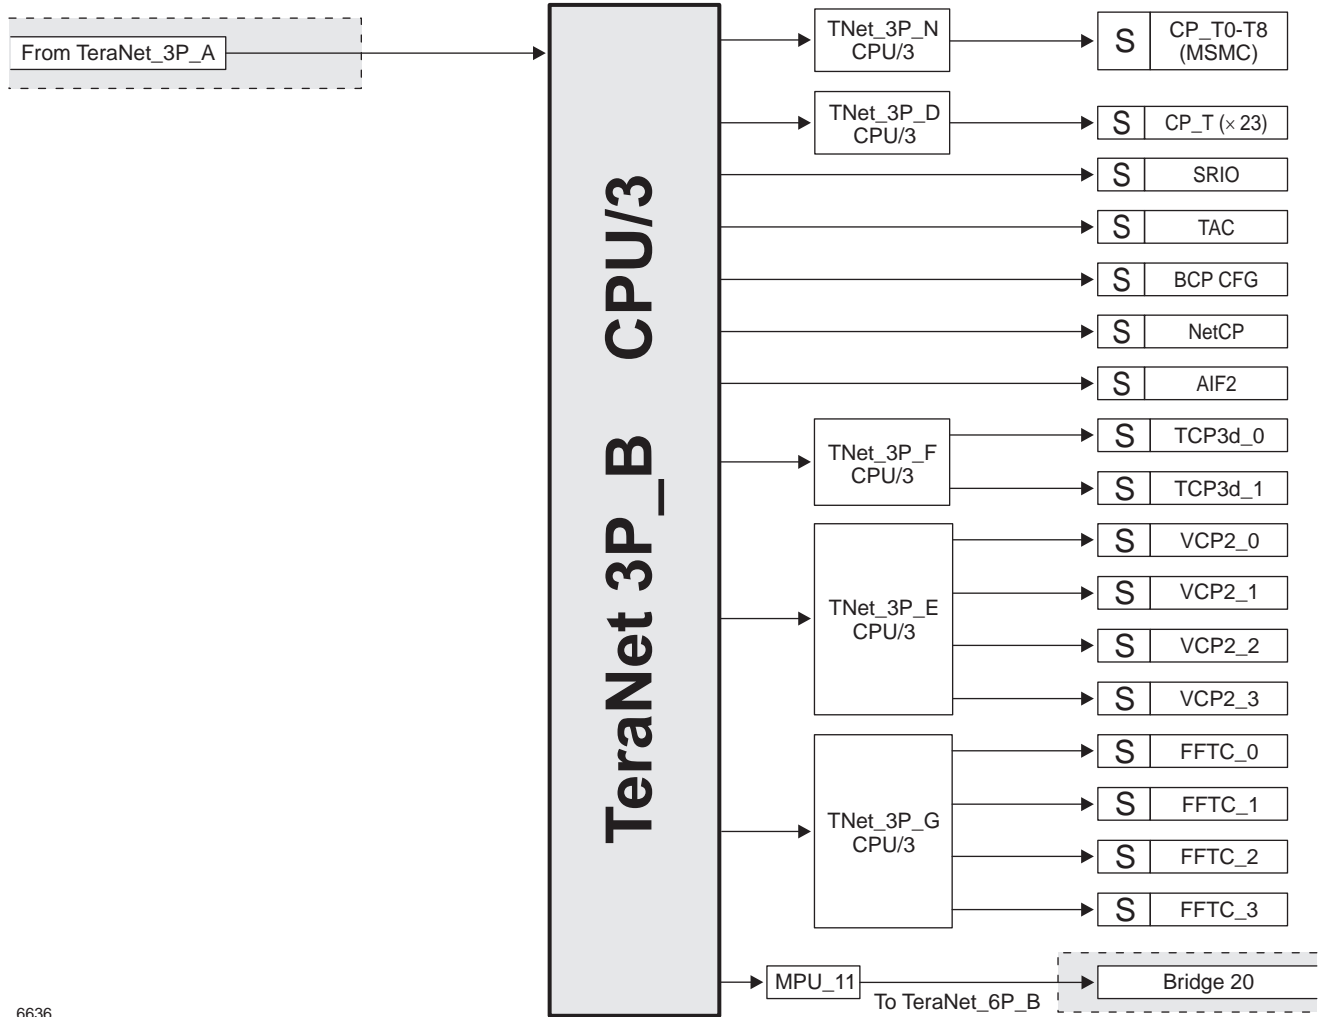 From TeraNet_3P_A
TeraNet 3P_B CPU/3
TNet_3P_N
CPU/3
S
CP_T0-T8
(MSMC)
TNet_3P_D
CPU/3
S
CP_T (× 23)
S
SRIO
S
TAC
S
BCP CFG
S
NetCP
S
AIF2
TNet_3P_F
CPU/3
S
TCP3d_0
S
TCP3d_1
TNet_3P_E
CPU/3
S
VCP2_0
S
VCP2_1
S
VCP2_2
S
VCP2_3
TNet_3P_G
CPU/3
S
FFTC_0
S
FFTC_1
S
FFTC_2
S
FFTC_3
MPU_11
To TeraNet_6P_B
Bridge 20
6636